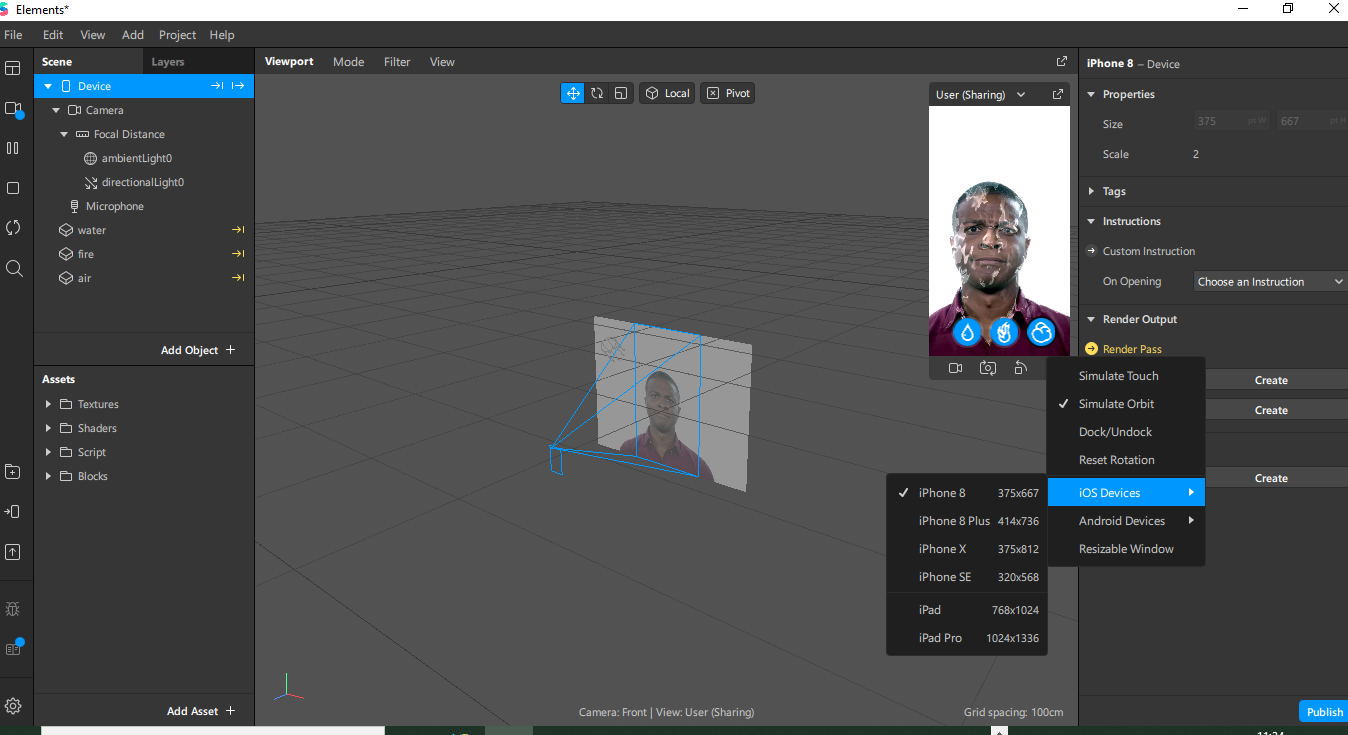 Elements*
File Edit View Add Project Help
Scene Layers
Device
Camera
Focal Distance
ambientLight0
directionalLight0
Microphone
water
fire
air
Add Object +
Assets
Textures
Shaders
Script
Blocks
Add Asset +
Viewport Mode Filter View
Local Pivot
User (Sharing)
Simulate Touch
Simulate Orbit
Dock/Undock
Reset Rotation
iOS Devices
Android Devices
Resizable Window
iPhone 8 375x667
iPhone 8 Plus 414x736
iPhone X 375x812
iPhone SE 320x568
iPad 768x1024
iPad Pro 1024x1336
Camera: Front | View: User (Sharing)
Grid spacing: 100cm
iPhone 8 – Device
Properties
Size 375 pt W 667 pt H
Scale 2
Tags
Instructions
Custom Instruction
On Opening Choose an Instruction
Render Output
Render Pass
Create
Create
Create
Publish